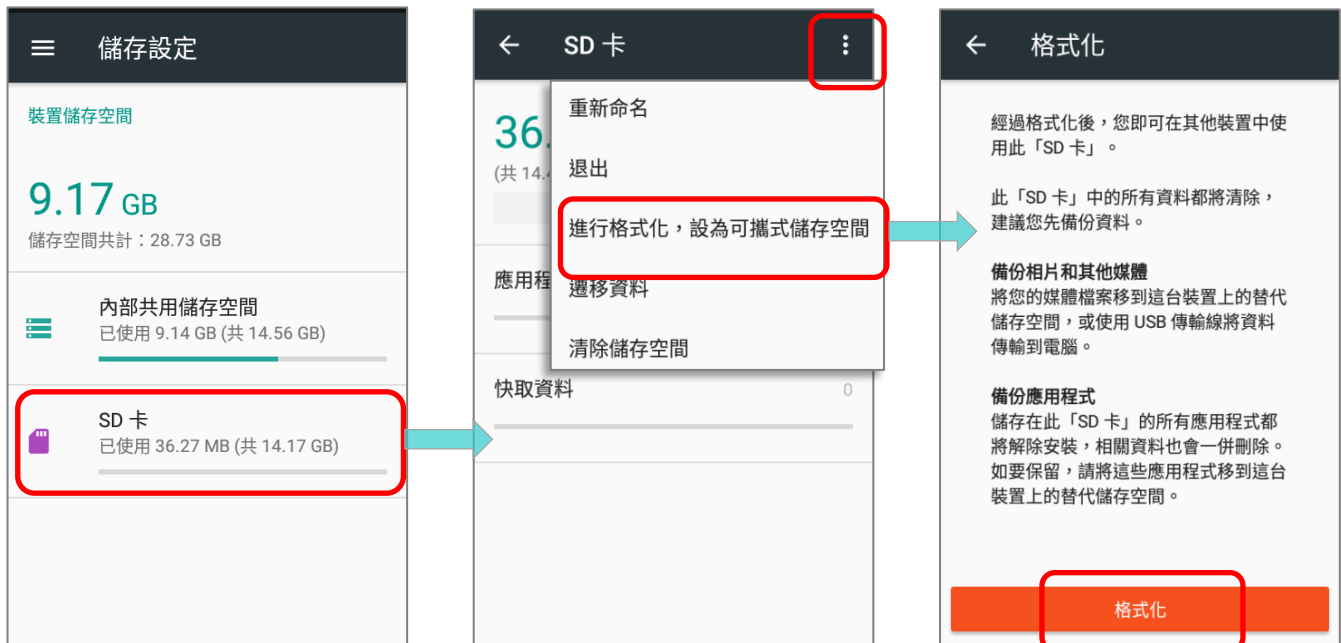 儲存設定
裝置儲存空間
9.17 GB
儲存空間共計：28.73 GB
內部共用儲存空間
已使用 9.14 GB (共 14.56 GB)
SD 卡
已使用 36.27 MB (共 14.17 GB)
SD 卡
36.
(共 14.4
重新命名
退出
進行格式化，設為可攜式儲存空間
應用程
遷移資料
清除儲存空間
快取資料
0
格式化
經過格式化後，您即可在其他裝置中使
用此「SD 卡」。
此「SD 卡」中的所有資料都將清除，
建議您先備份資料。
備份相片和其他媒體
將您的媒體檔案移到這台裝置上的替代
儲存空間，或使用 USB 傳輸線將資料
傳輸到電腦。
備份應用程式
儲存在此「SD 卡」的所有應用程式都
將解除安裝，相關資料也會一併刪除。
如要保留，請將這些應用程式移到這台
裝置上的替代儲存空間。
格式化